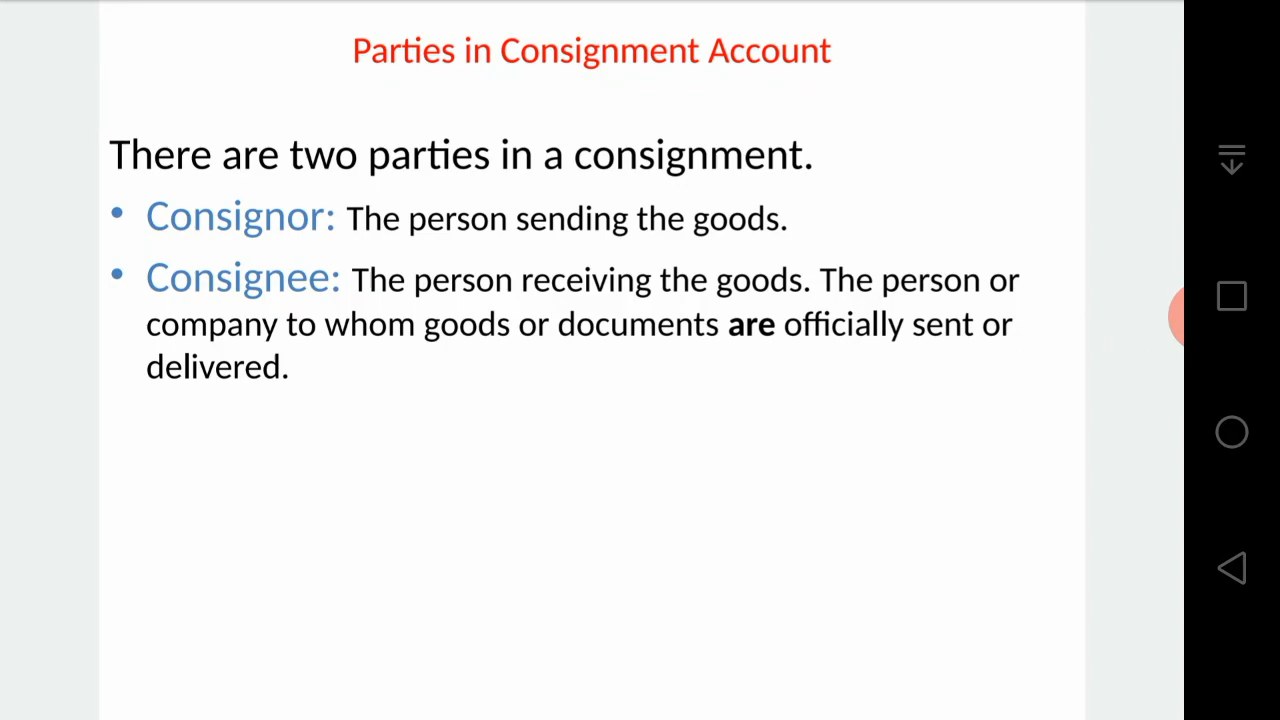 Parties in Consignment Account
There are two parties in a consignment.
• Consignor: The person sending the goods.
• Consignee: The person receiving the goods. The person or
company to whom goods or documents are officially sent or
delivered.